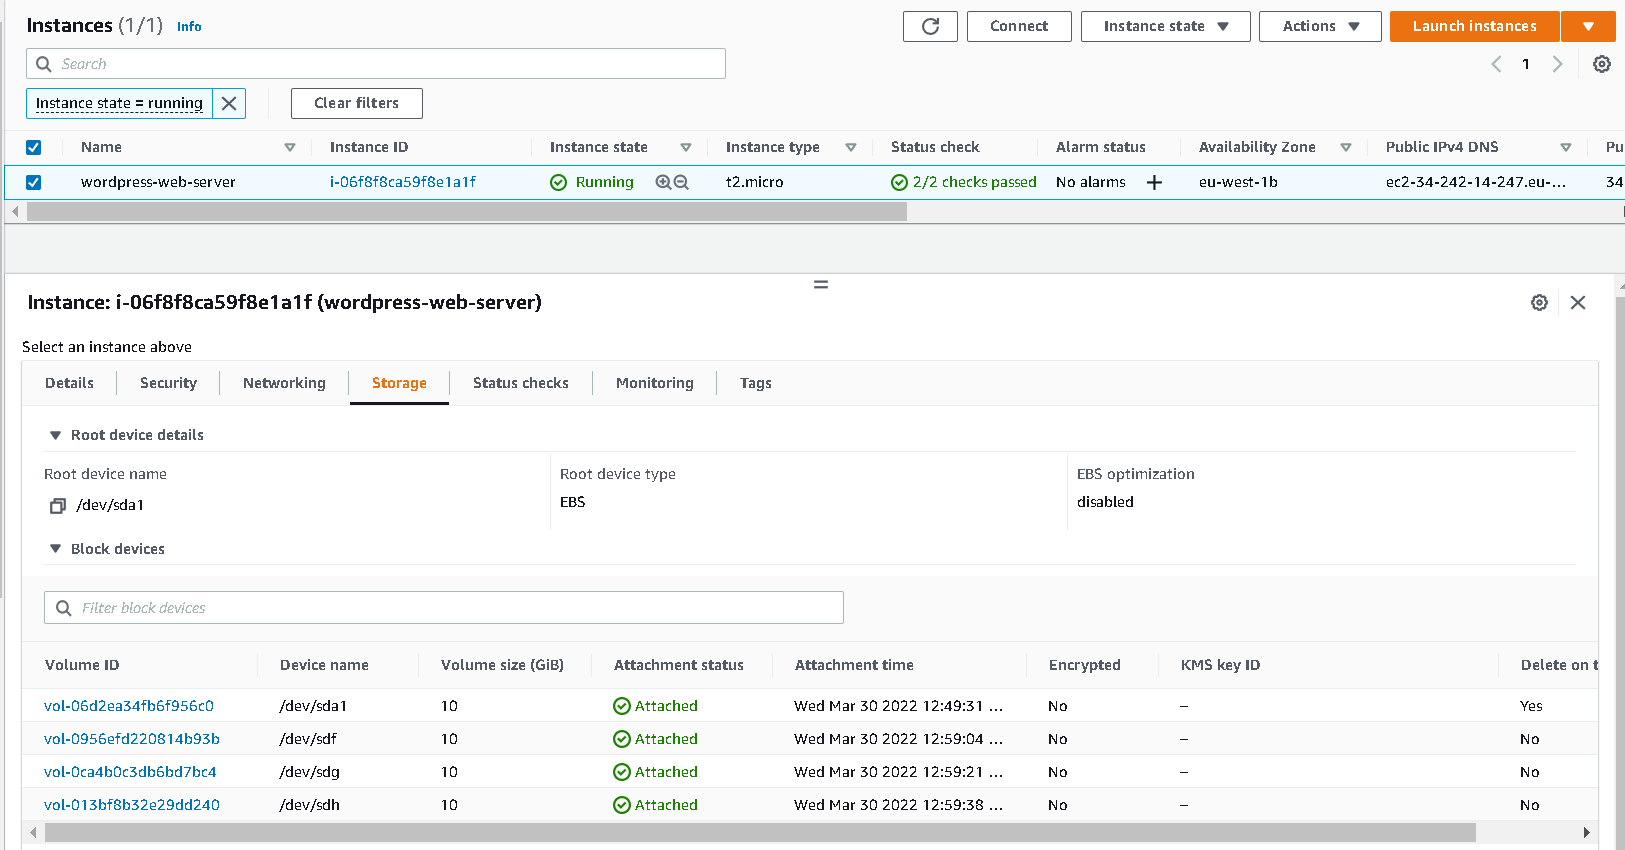 Instances (1/1) Info Connect Instance state Actions Launch instances
Search 1
Instance state = running Clear filters
Name Instance ID Instance state Instance type Status check Alarm status Availability Zone Public IPv4 DNS Pu
wordpress-web-server i-06f8f8ca59f8e1a1f Running t2.micro 2/2 checks passed No alarms + eu-west-1b ec2-34-242-14-247.eu-... 34
Instance: i-06f8f8ca59f8e1a1f (wordpress-web-server)
Select an instance above
Details Security Networking Storage Status checks Monitoring Tags
Root device details
Root device name Root device type EBS optimization
/dev/sda1 EBS disabled
Block devices
Filter block devices
Volume ID Device name Volume size (GiB) Attachment status Attachment time Encrypted KMS key ID Delete on t
vol-06d2ea34fb6f956c0 /dev/sda1 10 Attached Wed Mar 30 2022 12:49:31 ... No – Yes
vol-0956efd220814b93b /dev/sdf 10 Attached Wed Mar 30 2022 12:59:04 ... No – No
vol-0ca4b0c3db6bd7bc4 /dev/sdg 10 Attached Wed Mar 30 2022 12:59:21 ... No – No
vol-013bf8b32e29dd240 /dev/sdh 10 Attached Wed Mar 30 2022 12:59:38 ... No – No